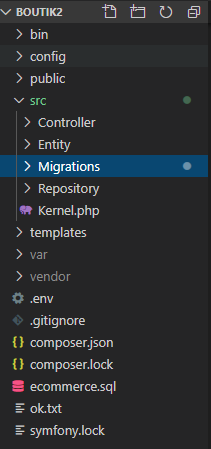 BOUTIK2
bin
config
public
src
Controller
Entity
Migrations
Repository
Kernel.php
templates
var
vendor
.env
.gitignore
composer.json
composer.lock
ecommerce.sql
ok.txt
symfony.lock